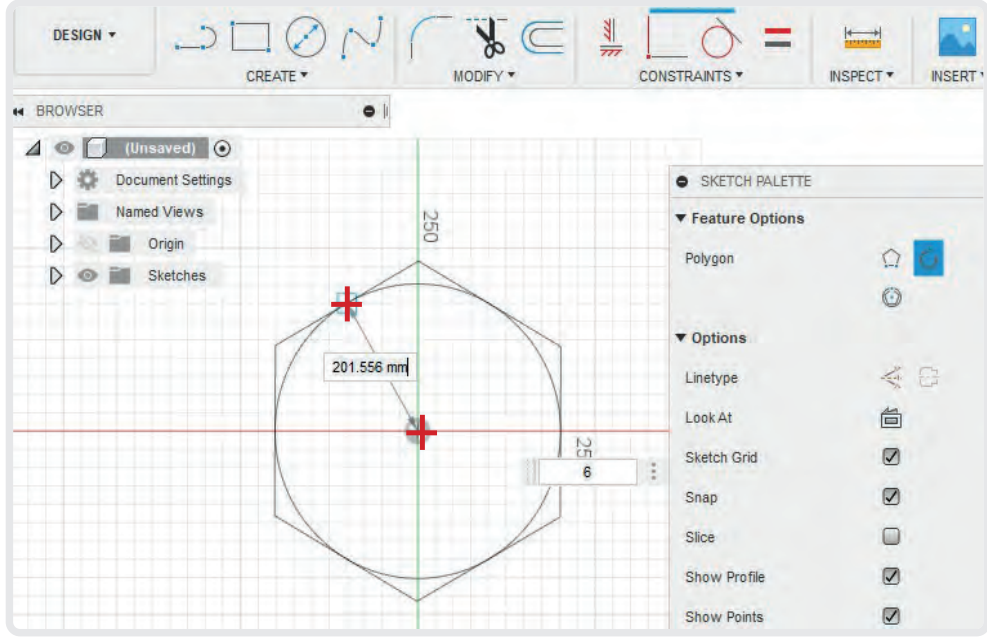 DESIGN
CREATE
MODIFY
CONSTRAINTS
INSPECT
INSERT
BROWSER
(Unsaved)
Document Settings
Named Views
Origin
Sketches
250
201.556 mm
25
6
SKETCH PALETTE
Feature Options
Polygon
Options
Linetype
Look At
Sketch Grid
Snap
Slice
Show Profile
Show Points